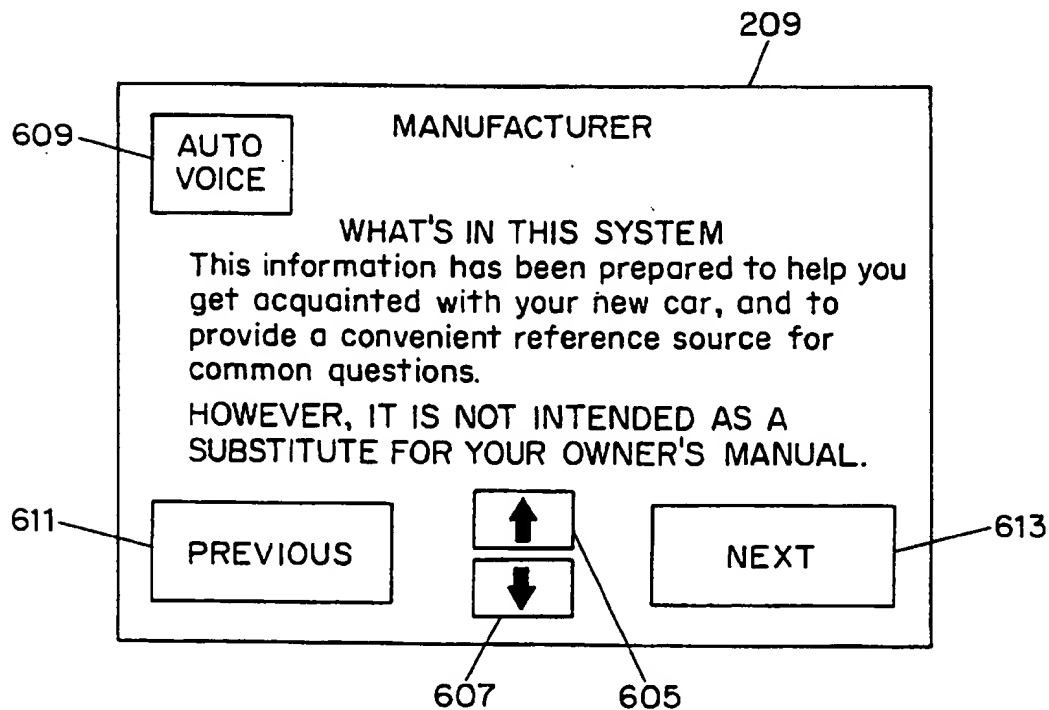 209
609
AUTO
VOICE
MANUFACTURER
WHAT'S IN THIS SYSTEM
This information has been prepared to help you
get acquainted with your new car, and to
provide a convenient reference source for
common questions.
HOWEVER, IT IS NOT INTENDED AS A
SUBSTITUTE FOR YOUR OWNER'S MANUAL.
611
PREVIOUS
NEXT
613
607
605